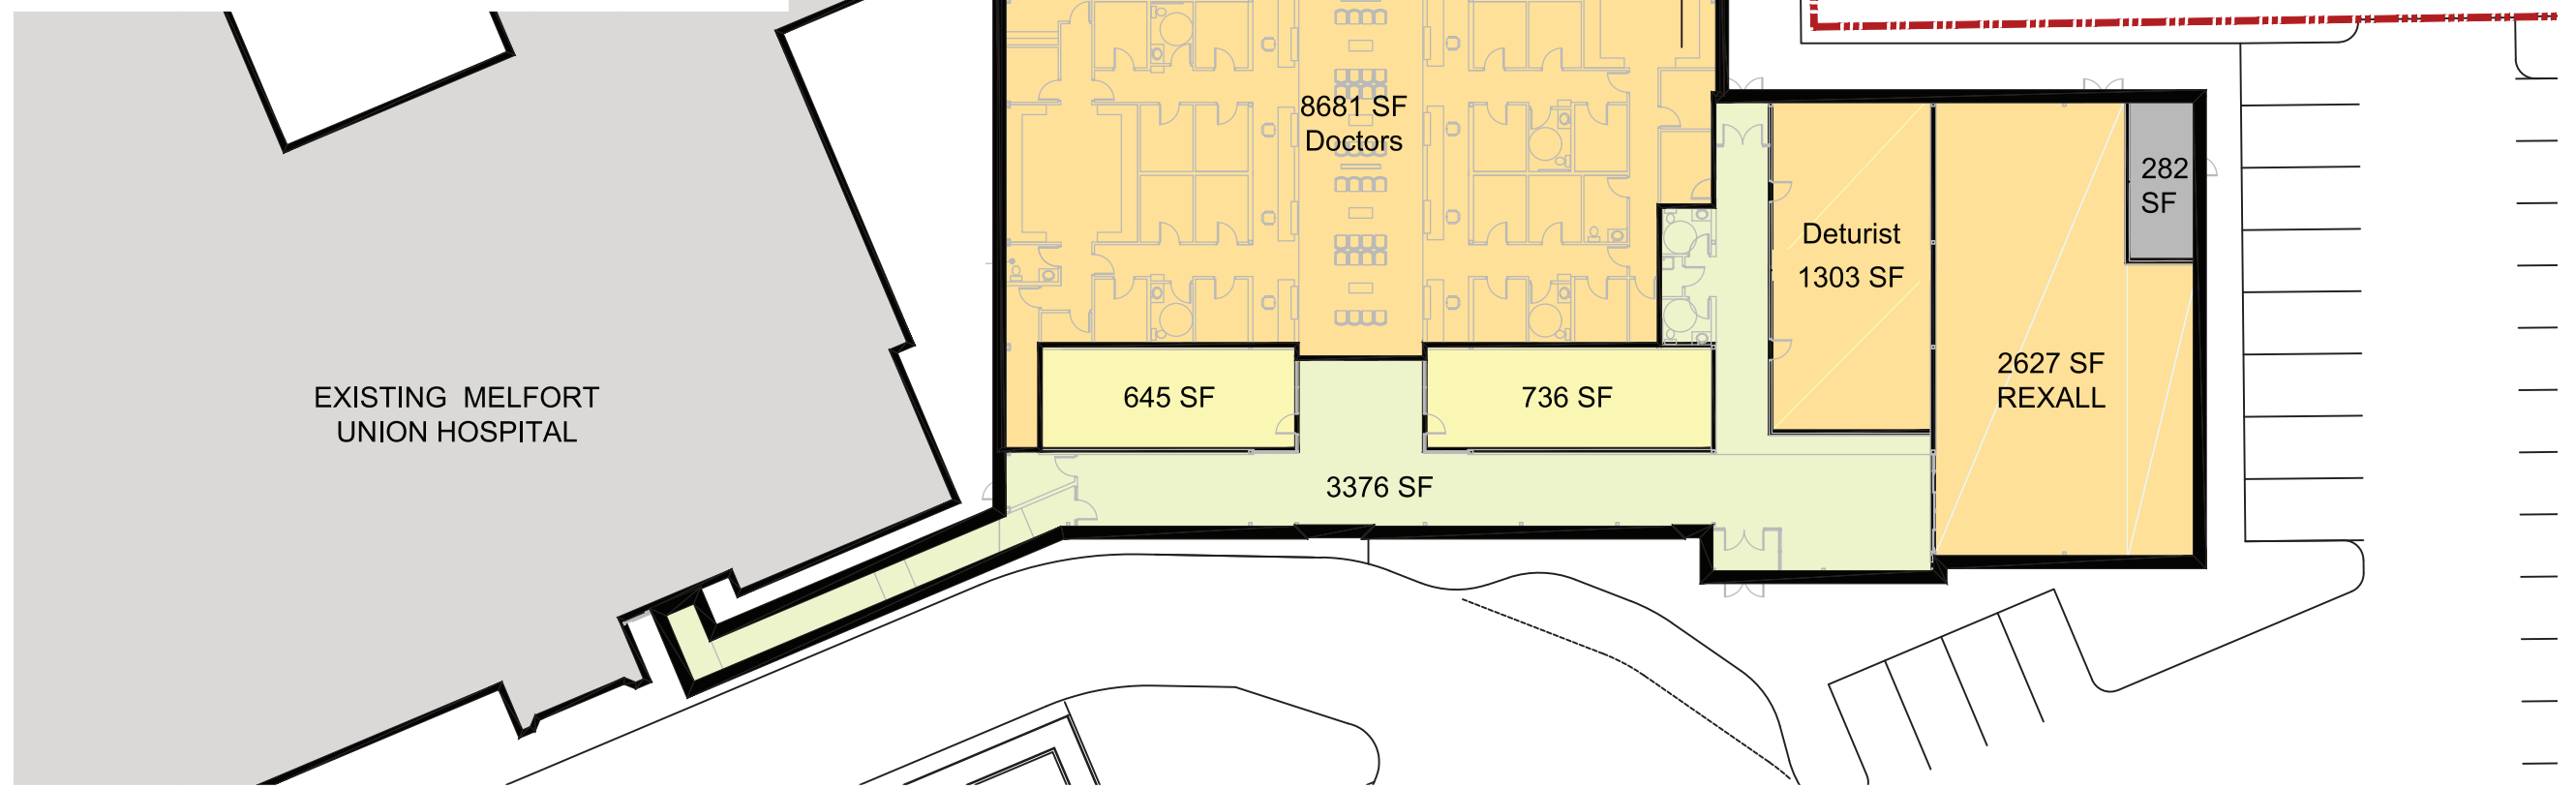 8681 SF
Doctors
282
SF
Deturist
1303 SF
2627 SF
REXALL
EXISTING MELFORT
UNION HOSPITAL
645 SF
736 SF
3376 SF